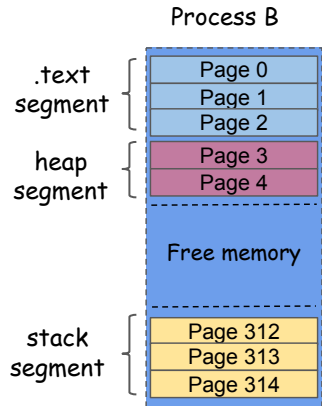 Process B
.text
segment
Page 0
Page 1
Page 2
heap
segment
Page 3
Page 4
Free memory
stack
segment
Page 312
Page 313
Page 314